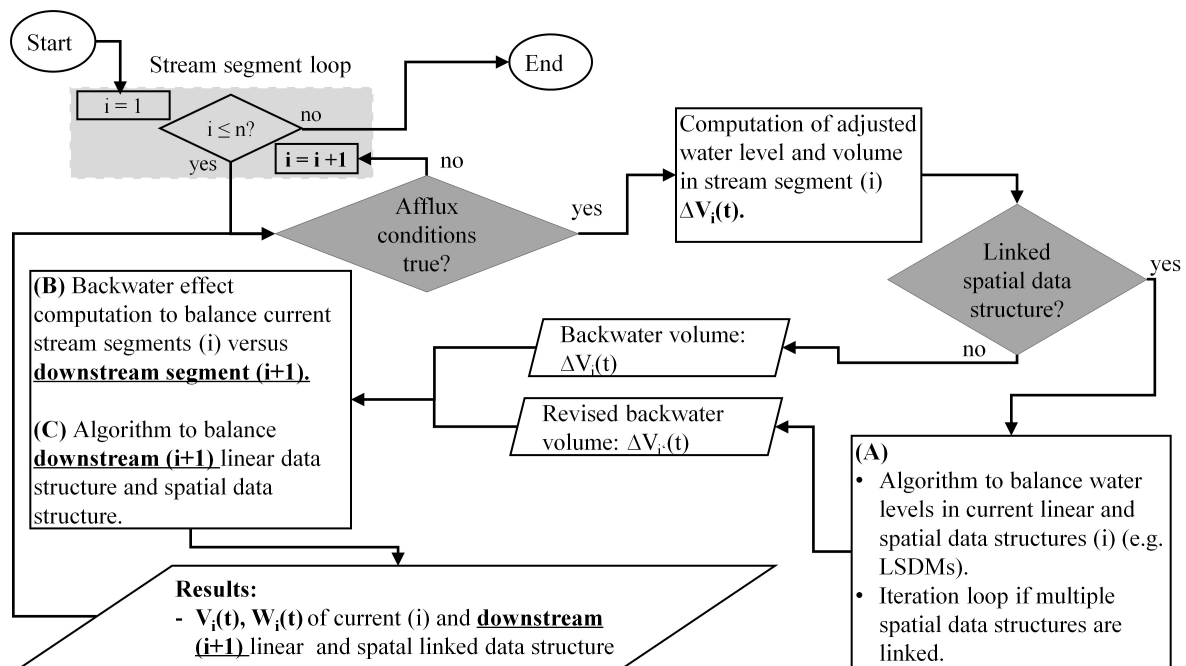 Start
Stream segment loop
End
i = 1
i ≤ n?
no
yes
i = i +1
no
Afflux
conditions
true?
yes
Computation of adjusted
water level and volume
in stream segment (i)
ΔVi(t).
Linked
spatial data
structure?
yes
no
(B) Backwater effect
computation to balance current
stream segments (i) versus
downstream segment (i+1).
(C) Algorithm to balance
downstream (i+1) linear data
structure and spatial data
structure.
Backwater volume:
ΔVi(t)
Revised backwater
volume: ΔVi*(t)
(A)
• Algorithm to balance water
levels in current linear and
spatial data structures (i) (e.g.
LSDMs).
• Iteration loop if multiple
spatial data structures are
linked.
Results:
- Vi(t), Wi(t) of current (i) and downstream
(i+1) linear and spatal linked data structure